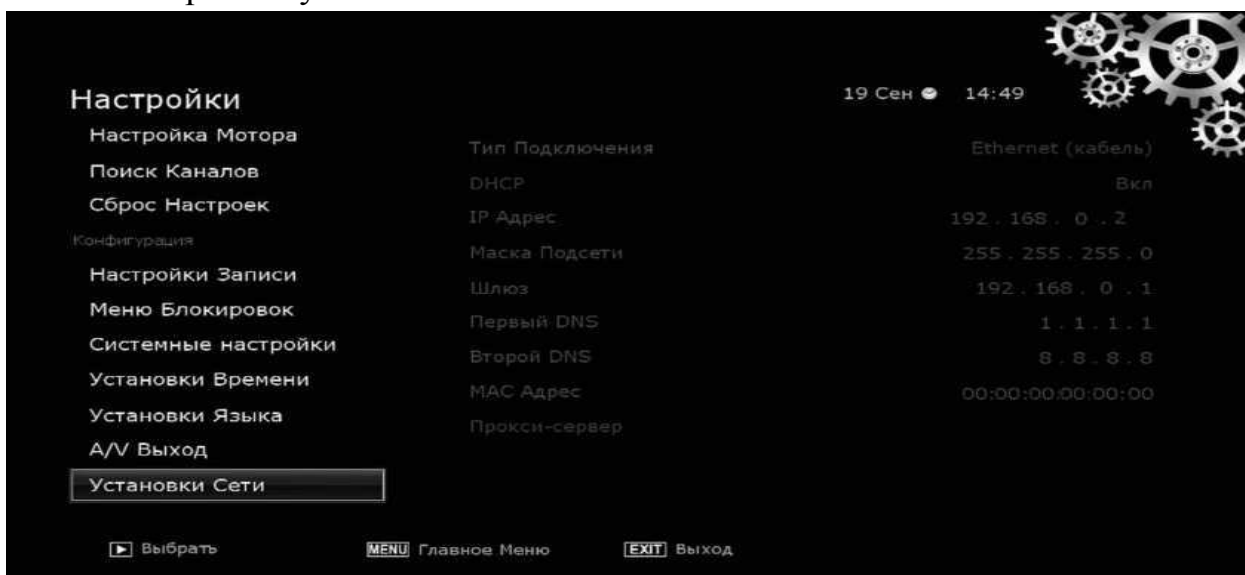 Настройки
19 Сен 14:49
Настройка Мотора
Поиск Каналов
Сброс Настроек
Конфигурация
Настройки Записи
Меню Блокировок
Системные настройки
Установки Времени
Установки Языка
A/V Выход
Установки Сети
Тип Подключения Ethernet (кабель)
DHCP Вкл
IP Адрес 192 . 168 . 0 . 2
Маска Подсети 255 . 255 . 255 . 0
Шлюз 192 . 168 . 0 . 1
Первый DNS 1 . 1 . 1 . 1
Второй DNS 8 . 8 . 8 . 8
MAC Адрес 00:00:00:00:00:00
Прокси-сервер
Выбрать MENU Главное Меню EXIT Выход